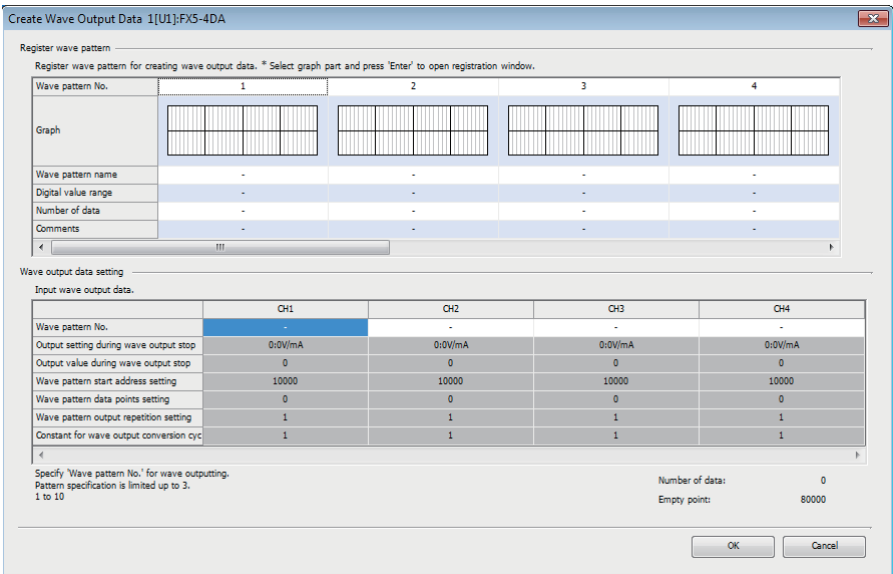 Create Wave Output Data 1[U1]:FX5-4DA
Register wave pattern
Register wave pattern for creating wave output data. * Select graph part and press 'Enter' to open registration window.
Wave pattern No. 1 2 3 4
Graph
Wave pattern name - - - -
Digital value range - - - -
Number of data - - - -
Comments - - - -
Wave output data setting
Input wave output data.
CH1 CH2 CH3 CH4
Wave pattern No. - - - -
Output setting during wave output stop 0:0V/mA 0:0V/mA 0:0V/mA 0:0V/mA
Output value during wave output stop 0 0 0 0
Wave pattern start address setting 10000 10000 10000 10000
Wave pattern data points setting 0 0 0 0
Wave pattern output repetition setting 1 1 1 1
Constant for wave output conversion cyc 1 1 1 1
Specify 'Wave pattern No.' for wave outputting.
Pattern specification is limited up to 3.
1 to 10
Number of data: 0
Empty point: 80000
OK Cancel